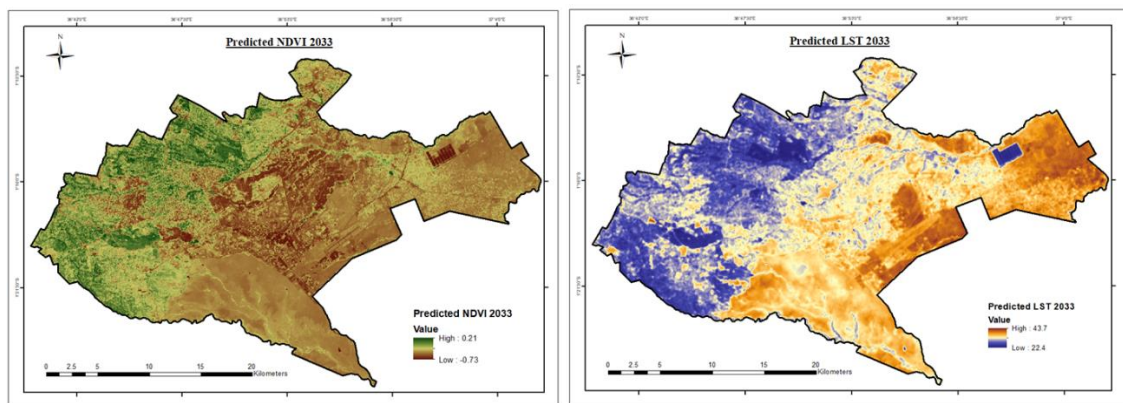 Predicted NDVI 2033
N
Predicted NDVI 2033
Value
High : 0.21
Low : -0.73
0 2.5 5 10 15 20
Kilometers
Predicted LST 2033
N
Predicted LST 2033
Value
High : 43.7
Low : 22.4
0 2.5 5 10 15 20
Kilometers